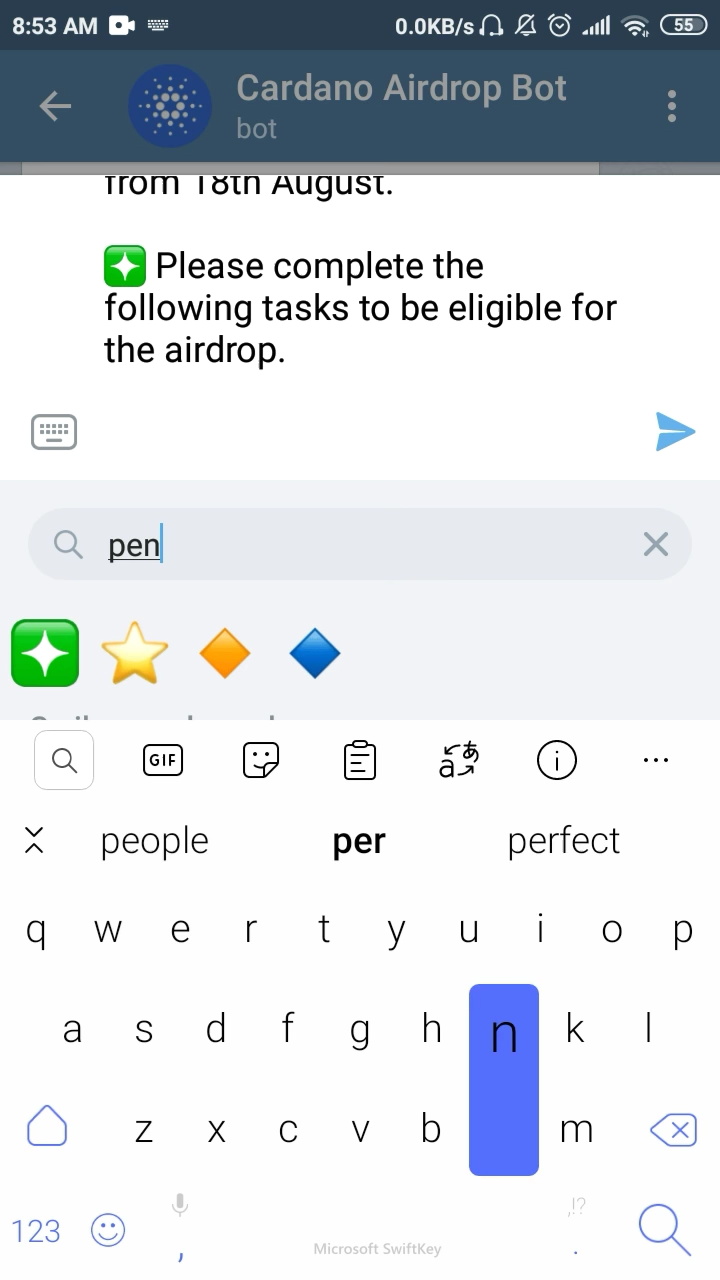 8:53 AM 0.0KB/s 55
Cardano Airdrop Bot
bot
from 18th August.
Please complete the
following tasks to be eligible for
the airdrop.
pen
GIF
people per perfect
q w e r t y u i o p
a s d f g h n k l
z x c v b m
,!?
123 , Microsoft SwiftKey .